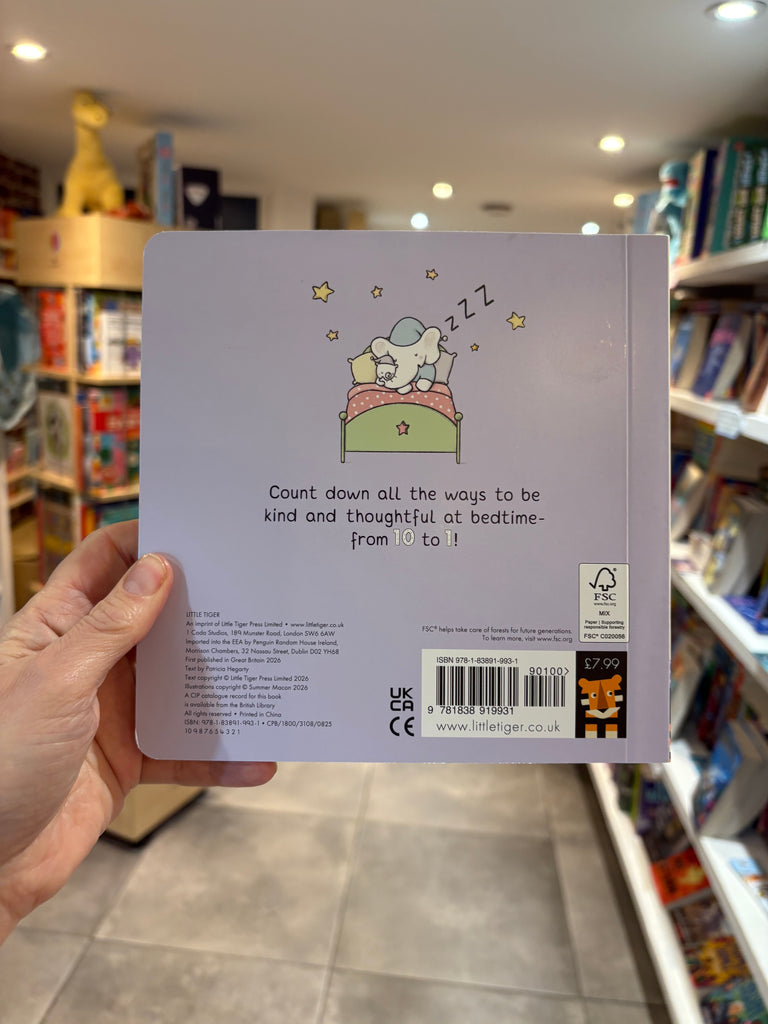 z z Z Z
Count down all the ways to be
kind and thoughtful at bedtime-
from 10 to 1!
LITTLE TIGER
An imprint of Little Tiger Press Limited • www.littletiger.co.uk
1 Coda Studios, 189 Munster Road, London SW6 6AW
Imported into the EEA by Penguin Random House Ireland,
Morrison Chambers, 32 Nassau Street, Dublin D02 YH68
First published in Great Britain 2026
Text by Patricia Hegarty
Text copyright © Little Tiger Press Limited 2026
Illustrations copyright © Summer Macon 2026
A CIP catalogue record for this book
is available from the British Library
All rights reserved • Printed in China
ISBN: 978-1-83891-993-1 • CPB/1800/3108/0825
10 9 8 7 6 5 4 3 2 1
FSC® helps take care of forests for future generations.
To learn more, visit www.fsc.org
FSC
www.fsc.org
MIX
Paper | Supporting
responsible forestry
FSC® C020056
UK
CA
CE
ISBN 978-1-83891-993-1
90100>
9 781838 919931
www.littletiger.co.uk
£7.99